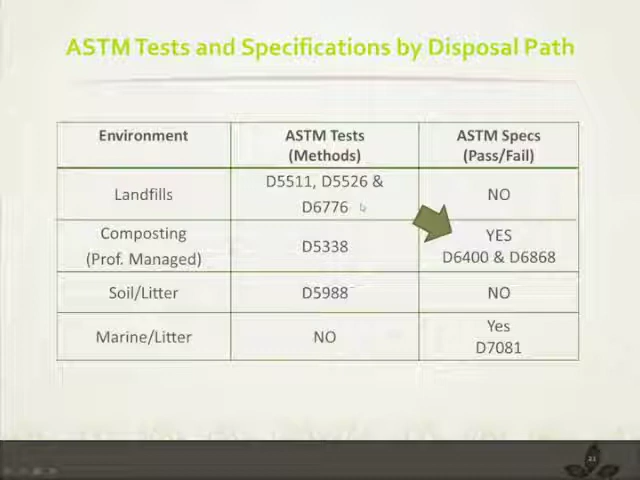 ASTM Tests and Specifications by Disposal Path
Environment
ASTM Tests
(Methods)
ASTM Specs
(Pass/Fail)
Landfills
D5511, D5526 &
D6776
NO
Composting
(Prof. Managed)
D5338
YES
D6400 & D6868
Soil/Litter
D5988
NO
Marine/Litter
NO
Yes
D7081
21